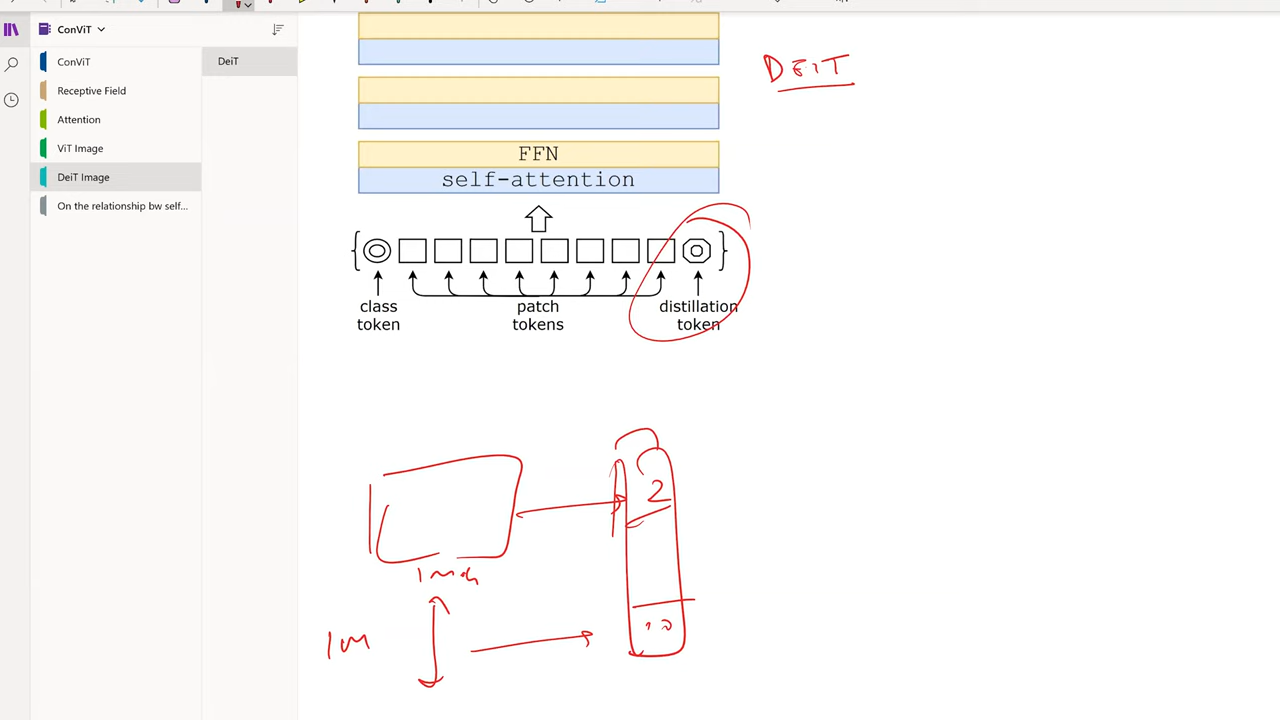 ConViT
ConViT
Receptive Field
Attention
ViT Image
DeiT Image
On the relationship bw self...
DeiT
DEiT
FFN
self-attention
class
token
patch
tokens
distillation
token
2
1M